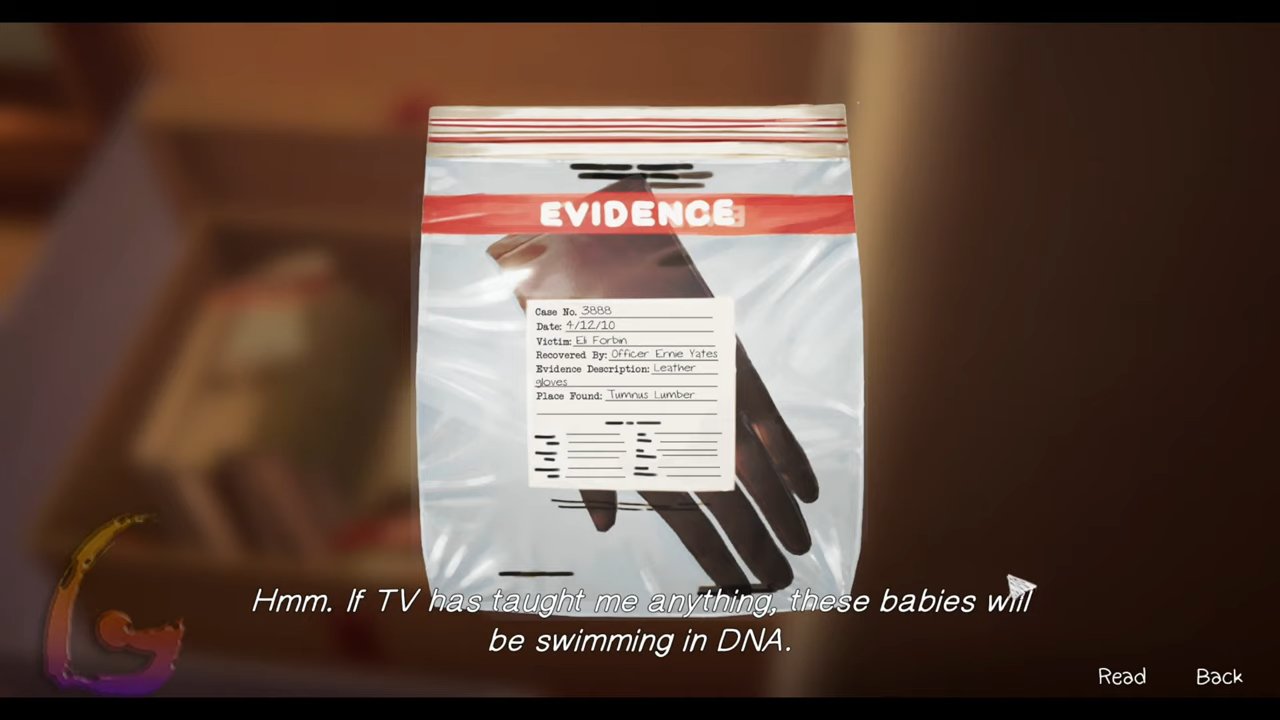 EVIDENCE
Case No. 3888
Date: 4/12/10
Victim: Eli Forbin
Recovered By: Officer Ernie Yates
Evidence Description: Leather
gloves
Place Found: Tumnus Lumber
Hmm. If TV has taught me anything, these babies will
be swimming in DNA.
Read
Back